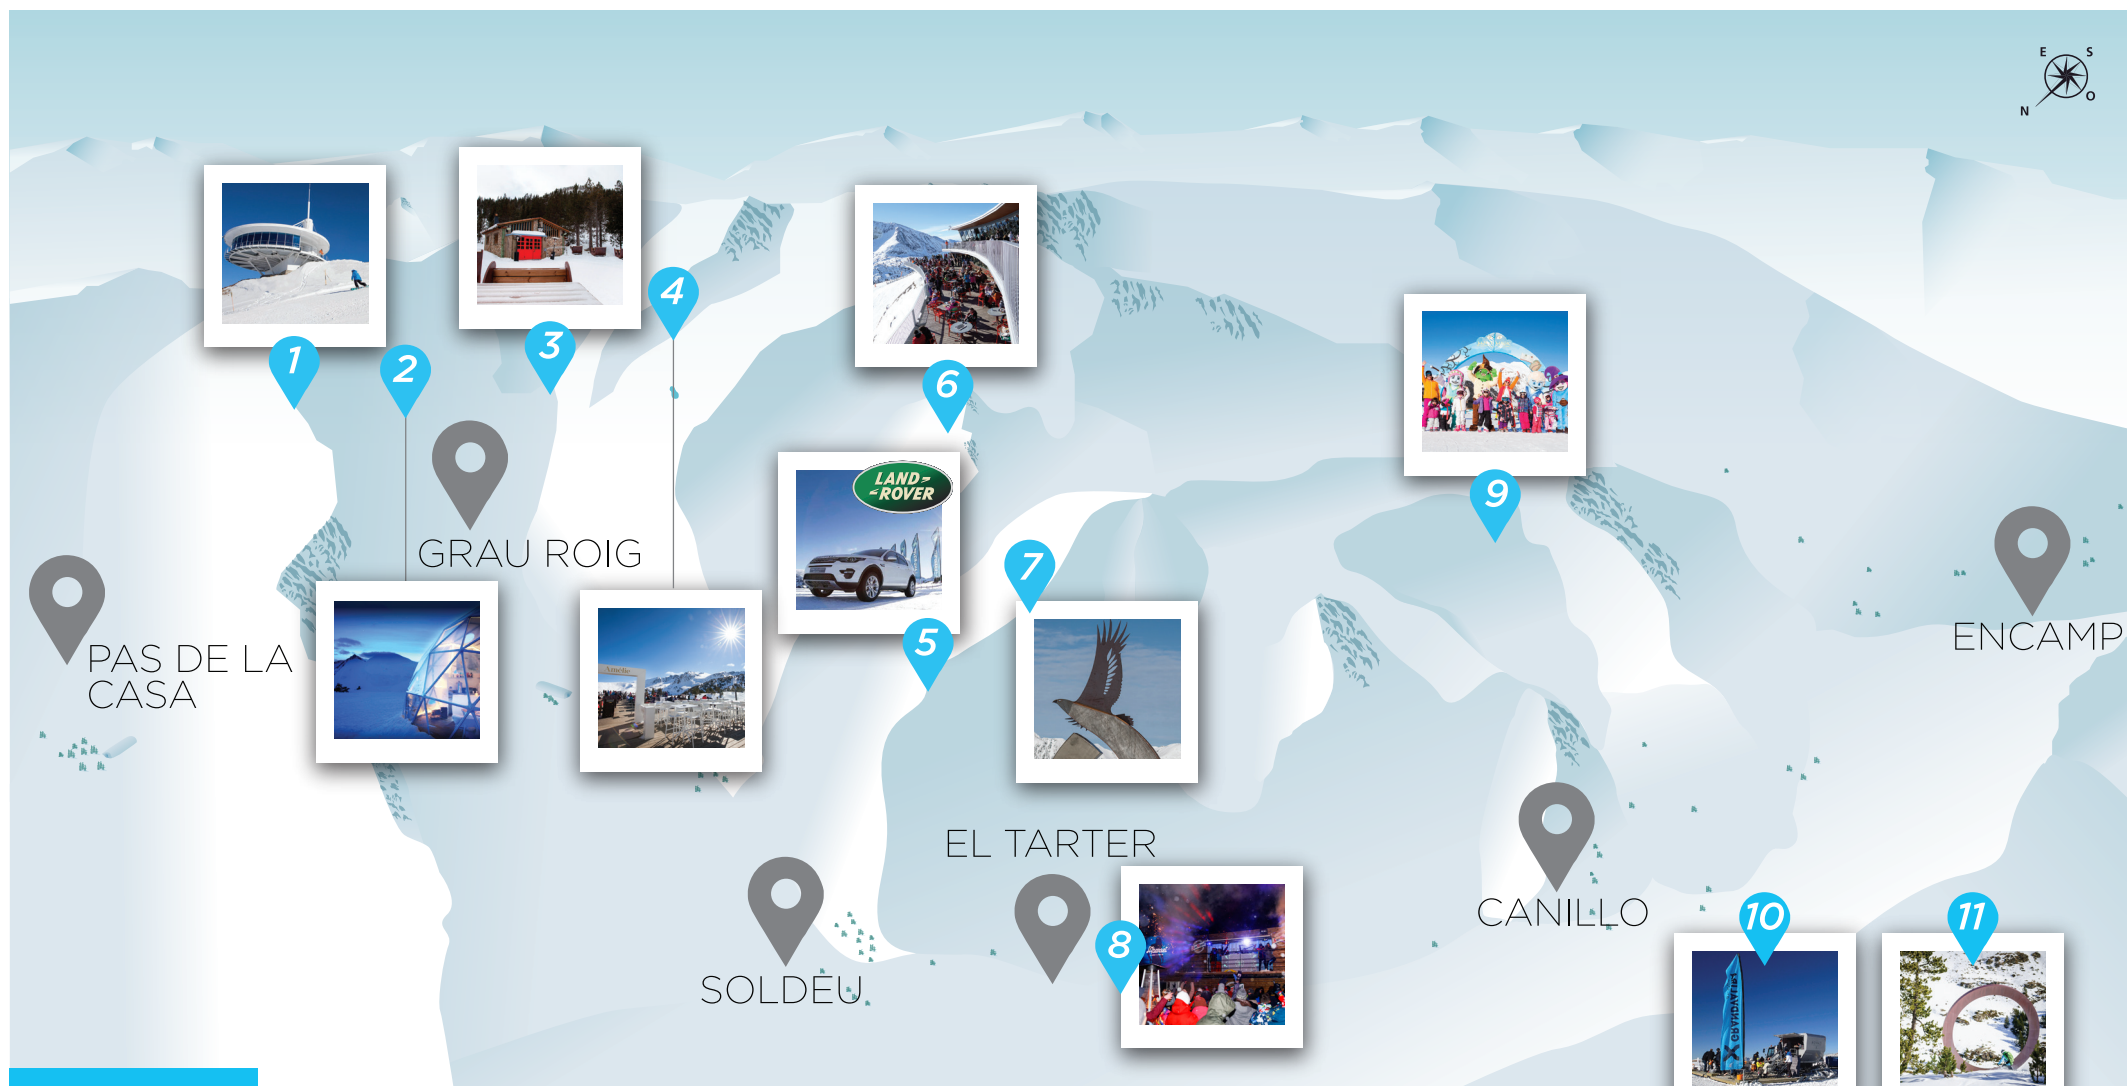 E S
N O
1
2
3
4
6
LAND-
-ROVER
5
7
9
GRAU ROIG
PAS DE LA
CASA
ENCAMP
EL TARTER
8
SOLDEU
CANILLO
10
11
GRANDVALIRA